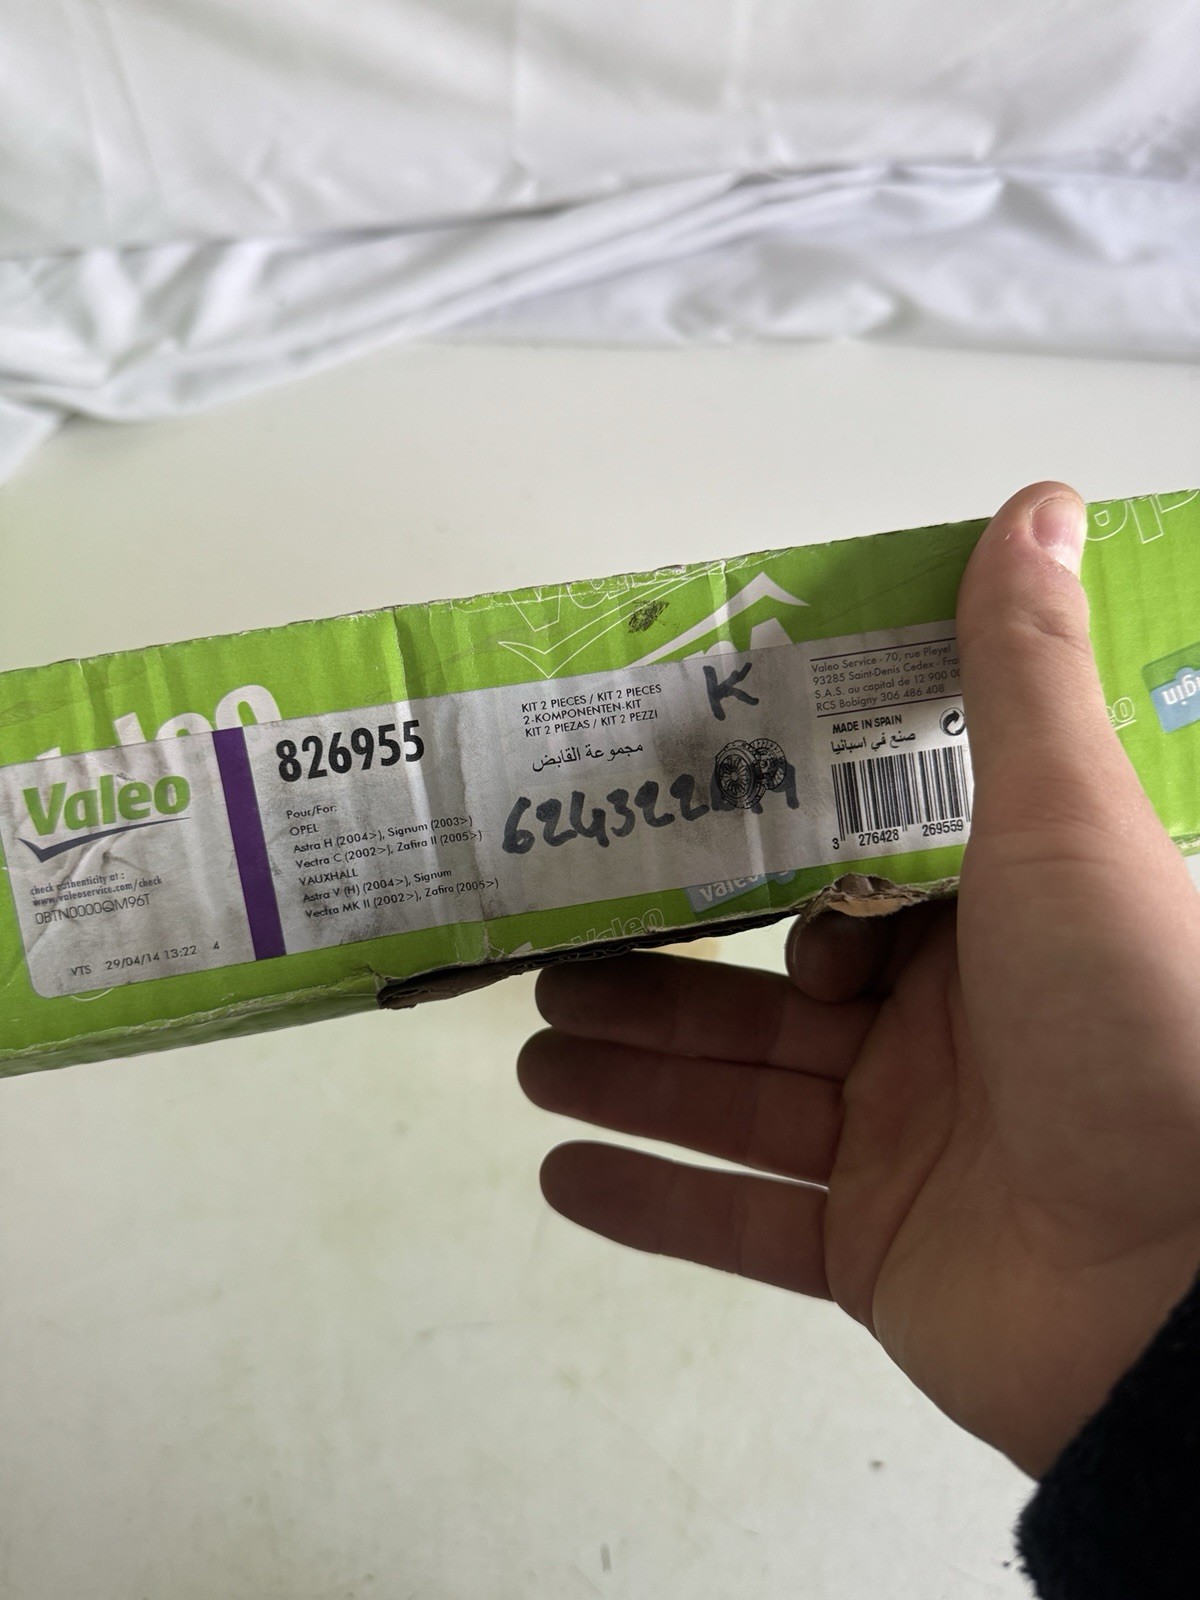 Valeo
check authenticity at :
www.valeoservice.com/check
0BTN0000QM96T
VTS 29/04/14 13:22 4
826955
Pour/For:
OPEL
Astra H (2004>), Signum (2003>)
Vectra C (2002>), Zafira II (2005>)
VAUXHALL
Astra V (H) (2004>), Signum
Vectra MK II (2002>), Zafira (2005>)
KIT 2 PIECES / KIT 2 PIECES
2-KOMPONENTEN-KIT
KIT 2 PIEZAS / KIT 2 PEZZI
مجموعة القابض
K
Valeo Service - 70, rue Pleyel
93285 Saint-Denis Cedex -
S.A.S. au capital de 12 900
RCS Bobigny 306 486 408
MADE IN SPAIN
صنع في أسبانيا
3 276428 269559
Valeo